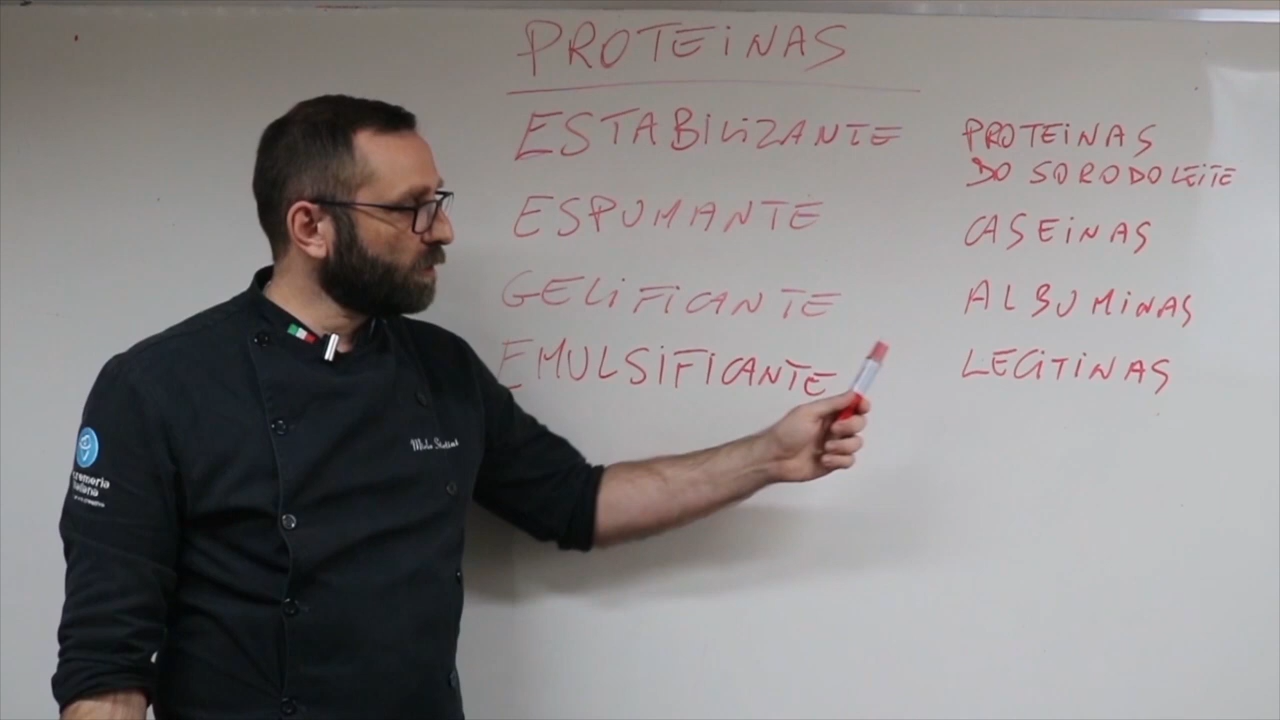 PROTEINAS
ESTABILIZANTE
ESPUMANTE
GELIFICANTE
EMULSIFICANTE
PROTEINAS
DO SORO DO LEITE
CASEINAS
ALBUMINAS
LECITINAS